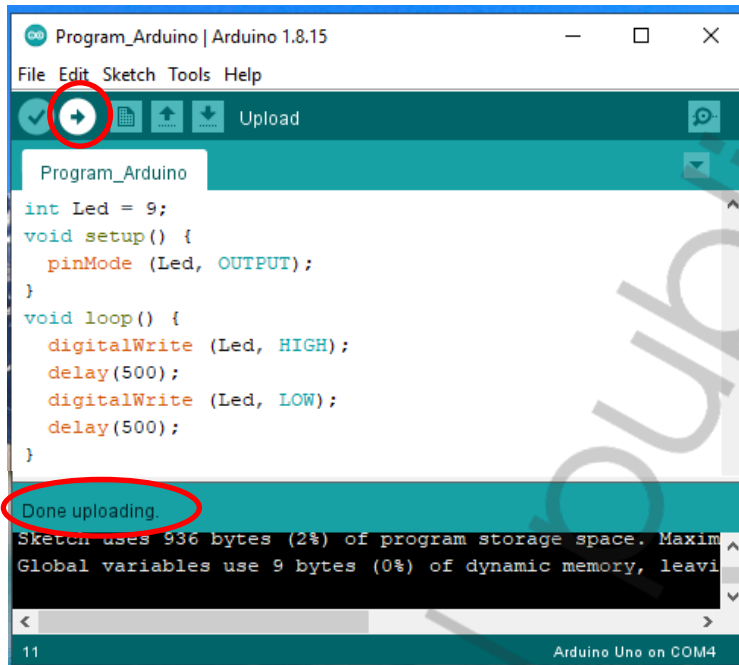 Program_Arduino | Arduino 1.8.15
File Edit Sketch Tools Help
Upload
Program_Arduino
int Led = 9;
void setup() {
pinMode (Led, OUTPUT);
}
void loop() {
digitalWrite (Led, HIGH);
delay(500);
digitalWrite (Led, LOW);
delay(500);
}
Done uploading.
Sketch uses 936 bytes (2%) of program storage space. Maxim
Global variables use 9 bytes (0%) of dynamic memory, leavi
11 Arduino Uno on COM4